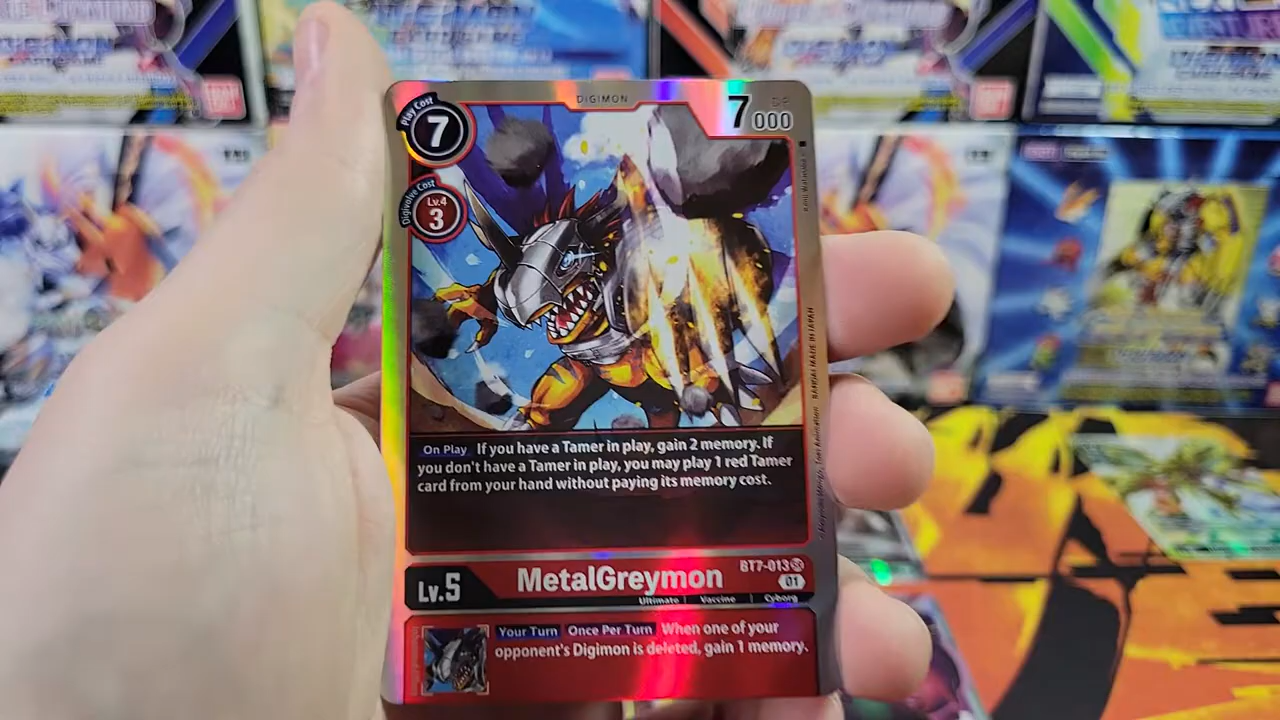 DIGIMON
Play Cost
7
7000
DP
Digivolve Cost
Lv.4
3
On Play If you have a Tamer in play, gain 2 memory. If
you don't have a Tamer in play, you may play 1 red Tamer
card from your hand without paying its memory cost.
BT7-013 SR
Lv.5
MetalGreymon
01
Ultimate | Vaccine | Cyborg
Your Turn Once Per Turn When one of your
opponent's Digimon is deleted, gain 1 memory.